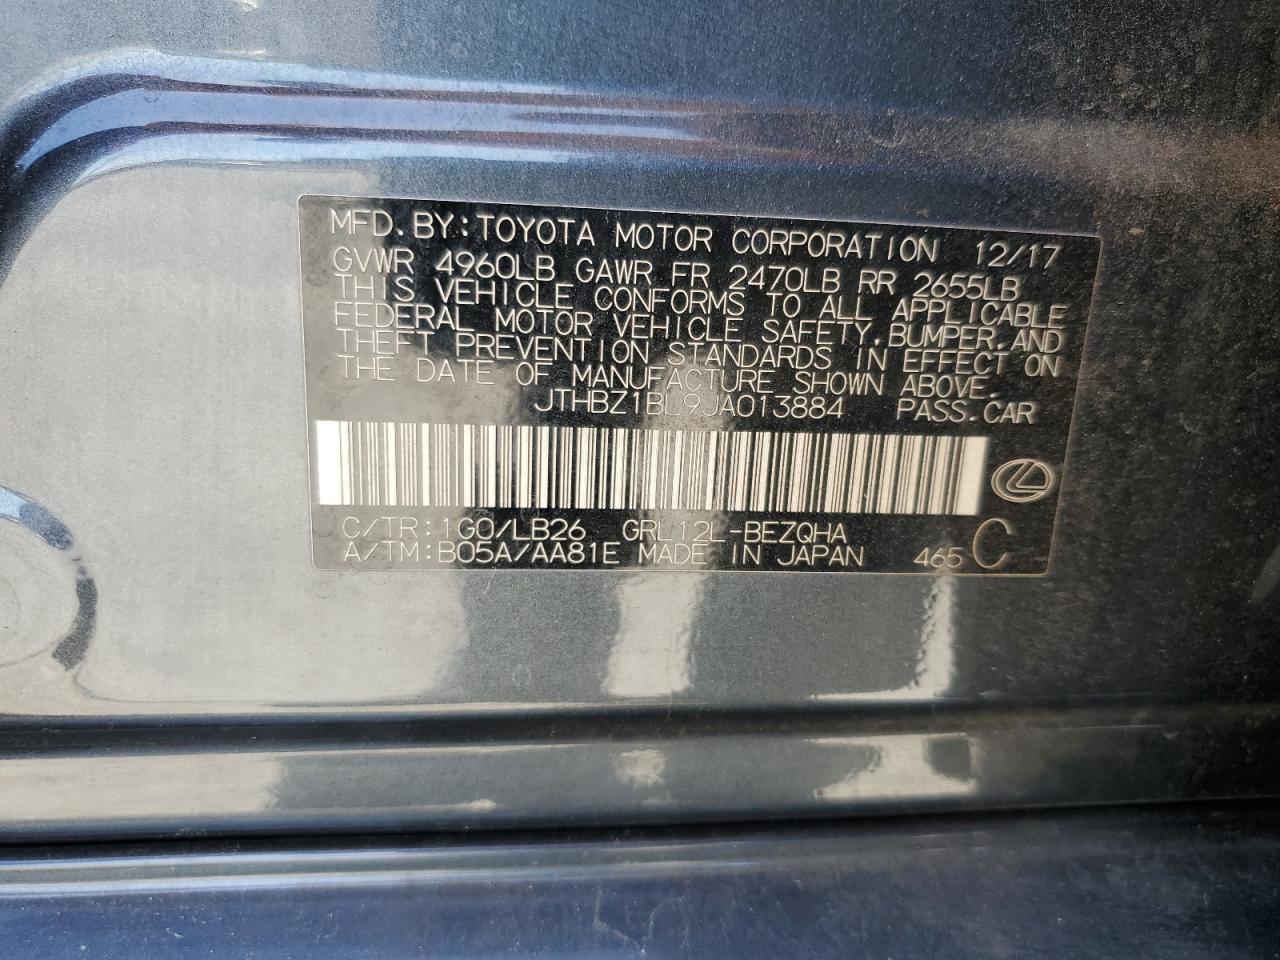 MFD. BY: TOYOTA MOTOR CORPORATION 12/17
GVWR 4960LB GAWR FR 2470LB RR 2655LB
THIS VEHICLE CONFORMS TO ALL APPLICABLE
FEDERAL MOTOR VEHICLE SAFETY, BUMPER, AND
THEFT PREVENTION STANDARDS IN EFFECT ON
THE DATE OF MANUFACTURE SHOWN ABOVE.
JTHBZ1BL9JA013884 PASS. CAR
C/TR: 1G0/LB26 GRL12L-BEZQHA
A/TM: B05A/AA81E MADE IN JAPAN 465 C